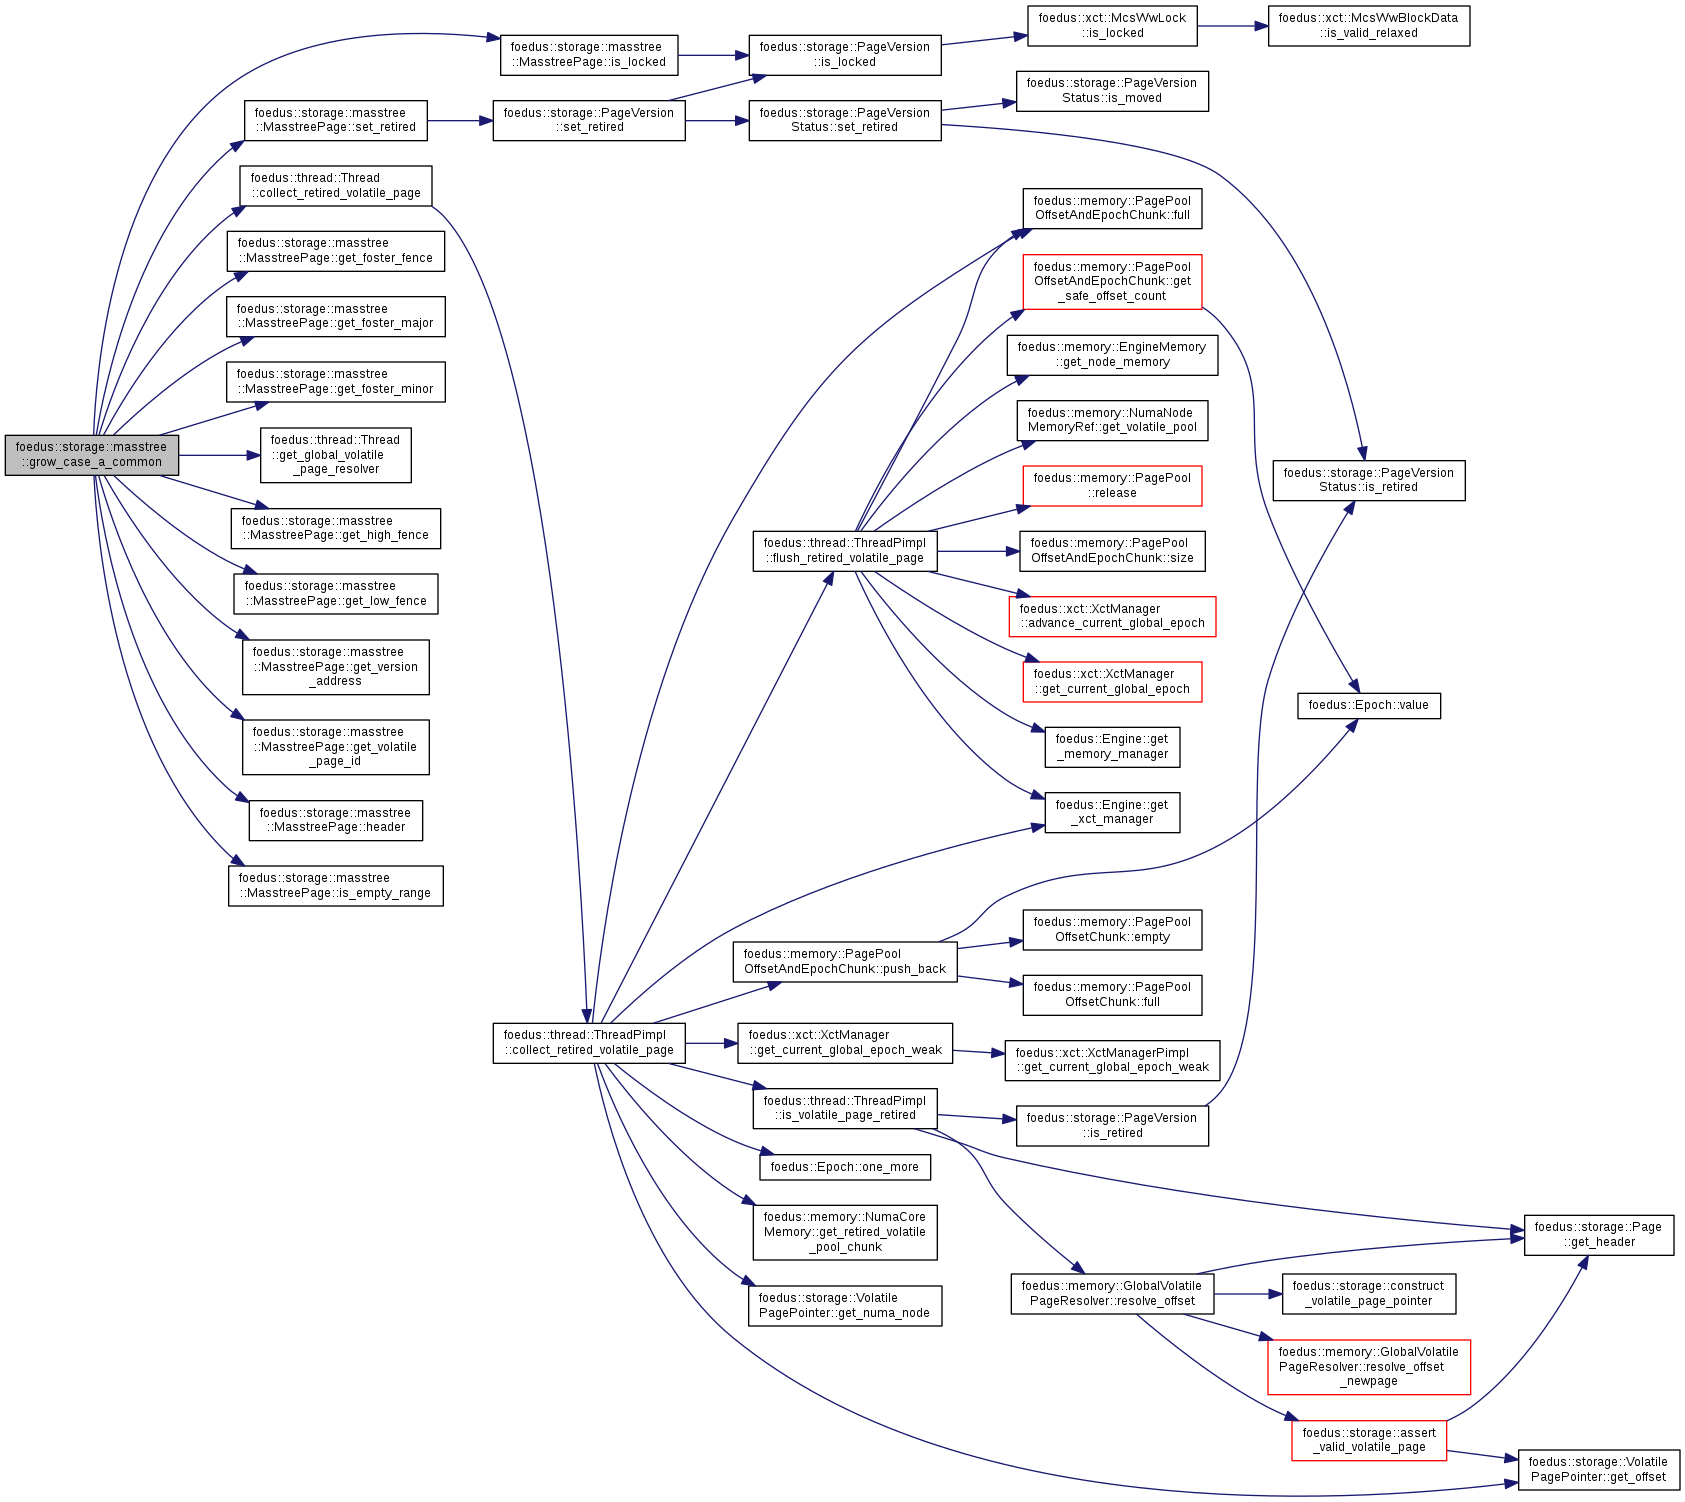 foedus::storage::masstree
::grow_case_a_common
foedus::storage::masstree
::MasstreePage::is_locked
foedus::storage::masstree
::MasstreePage::set_retired
foedus::thread::Thread
::collect_retired_volatile_page
foedus::storage::masstree
::MasstreePage::get_foster_fence
foedus::storage::masstree
::MasstreePage::get_foster_major
foedus::storage::masstree
::MasstreePage::get_foster_minor
foedus::thread::Thread
::get_global_volatile
_page_resolver
foedus::storage::masstree
::MasstreePage::get_high_fence
foedus::storage::masstree
::MasstreePage::get_low_fence
foedus::storage::masstree
::MasstreePage::get_version
_address
foedus::storage::masstree
::MasstreePage::get_volatile
_page_id
foedus::storage::masstree
::MasstreePage::header
foedus::storage::masstree
::MasstreePage::is_empty_range
foedus::storage::PageVersion
::set_retired
foedus::thread::ThreadPimpl
::collect_retired_volatile_page
foedus::storage::PageVersion
::is_locked
foedus::storage::PageVersion
Status::set_retired
foedus::thread::ThreadPimpl
::flush_retired_volatile_page
foedus::memory::PagePool
OffsetAndEpochChunk::push_back
foedus::xct::XctManager
::get_current_global_epoch_weak
foedus::thread::ThreadPimpl
::is_volatile_page_retired
foedus::Epoch::one_more
foedus::memory::NumaCore
Memory::get_retired_volatile
_pool_chunk
foedus::storage::Volatile
PagePointer::get_numa_node
foedus::xct::McsWwLock
::is_locked
foedus::storage::PageVersion
Status::is_moved
foedus::memory::PagePool
OffsetAndEpochChunk::full
foedus::memory::PagePool
OffsetAndEpochChunk::get
_safe_offset_count
foedus::memory::EngineMemory
::get_node_memory
foedus::memory::NumaNode
MemoryRef::get_volatile_pool
foedus::memory::PagePool
::release
foedus::memory::PagePool
OffsetAndEpochChunk::size
foedus::xct::XctManager
::advance_current_global_epoch
foedus::xct::XctManager
::get_current_global_epoch
foedus::Engine::get
_memory_manager
foedus::Engine::get
_xct_manager
foedus::memory::PagePool
OffsetChunk::empty
foedus::memory::PagePool
OffsetChunk::full
foedus::xct::XctManagerPimpl
::get_current_global_epoch_weak
foedus::storage::PageVersion
::is_retired
foedus::memory::GlobalVolatile
PageResolver::resolve_offset
foedus::xct::McsWwBlockData
::is_valid_relaxed
foedus::storage::PageVersion
Status::is_retired
foedus::Epoch::value
foedus::storage::construct
_volatile_page_pointer
foedus::memory::GlobalVolatile
PageResolver::resolve_offset
_newpage
foedus::storage::assert
_valid_volatile_page
foedus::storage::Page
::get_header
foedus::storage::Volatile
PagePointer::get_offset